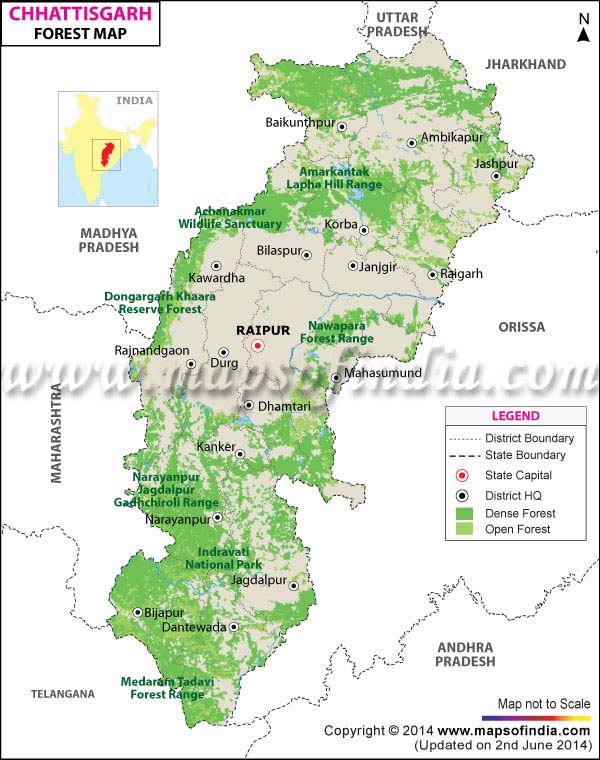 CHHATTISGARH
FOREST MAP
UTTAR
PRADESH
N
JHARKHAND
INDIA
Baikunthpur
Ambikapur
Jashpur
Amarkantak
Lapha Hill Range
Achanakmar
Wildlife Sanctuary
Korba
MADHYA
PRADESH
Bilaspur
Janjgir
Kawardha
Raigarh
Dongargarh Khaara
Reserve Forest
RAIPUR
Nawapara
Forest Range
ORISSA
Rajnandgaon
Durg
Mahasumund
www.mapsofindia.com
MAHARASHTRA
Dhamtari
LEGEND
District Boundary
State Boundary
State Capital
District HQ
Dense Forest
Open Forest
Kanker
Narayanpur
Jagdalpur
Gadhchiroli Range
Narayanpur
Indravati
National Park
Jagdalpur
Bijapur
Dantewada
ANDHRA
PRADESH
TELANGANA
Medaram Tadavi
Forest Range
Map not to Scale
Copyright © 2014 www.mapsofindia.com
(Updated on 2nd June 2014)